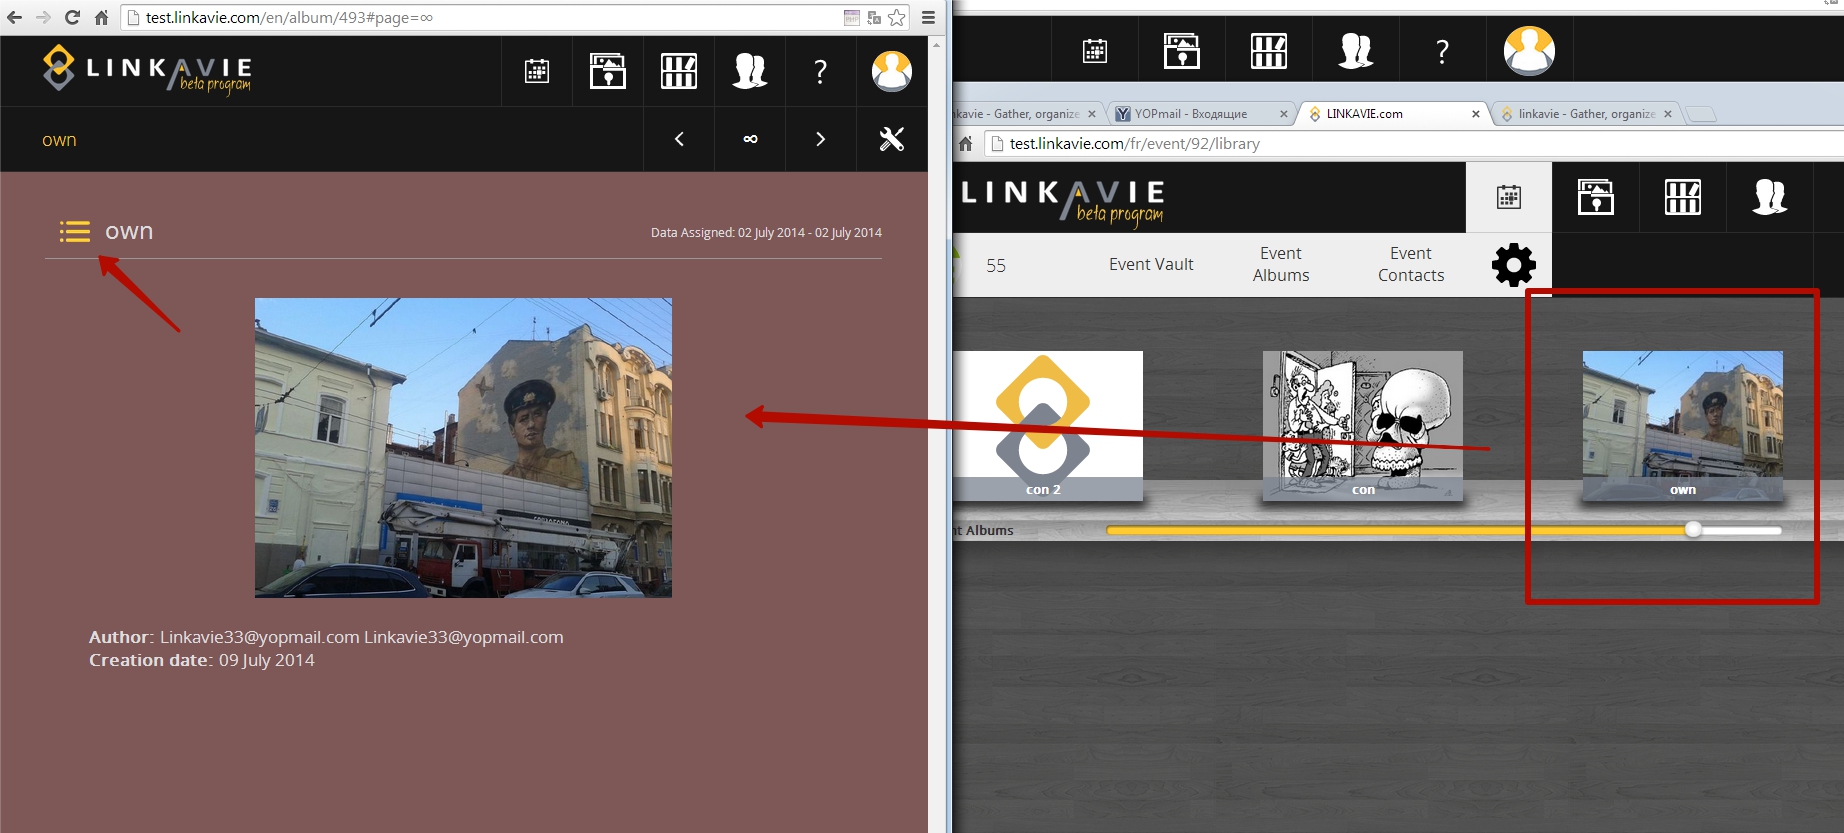 test.linkavie.com/en/album/493#page=∞
LINKAVIE
beta program
?
own
∞
own
Data Assigned: 02 July 2014 - 02 July 2014
Author: Linkavie33@yopmail.com Linkavie33@yopmail.com
Creation date: 09 July 2014
?
kavie - Gather, organize
YOPmail - Входящие
LINKAVIE.com
linkavie - Gather, organize
test.linkavie.com/fr/event/92/library
LINKAVIE
beta program
55
Event Vault
Event
Albums
Event
Contacts
con 2
con
own
nt Albums